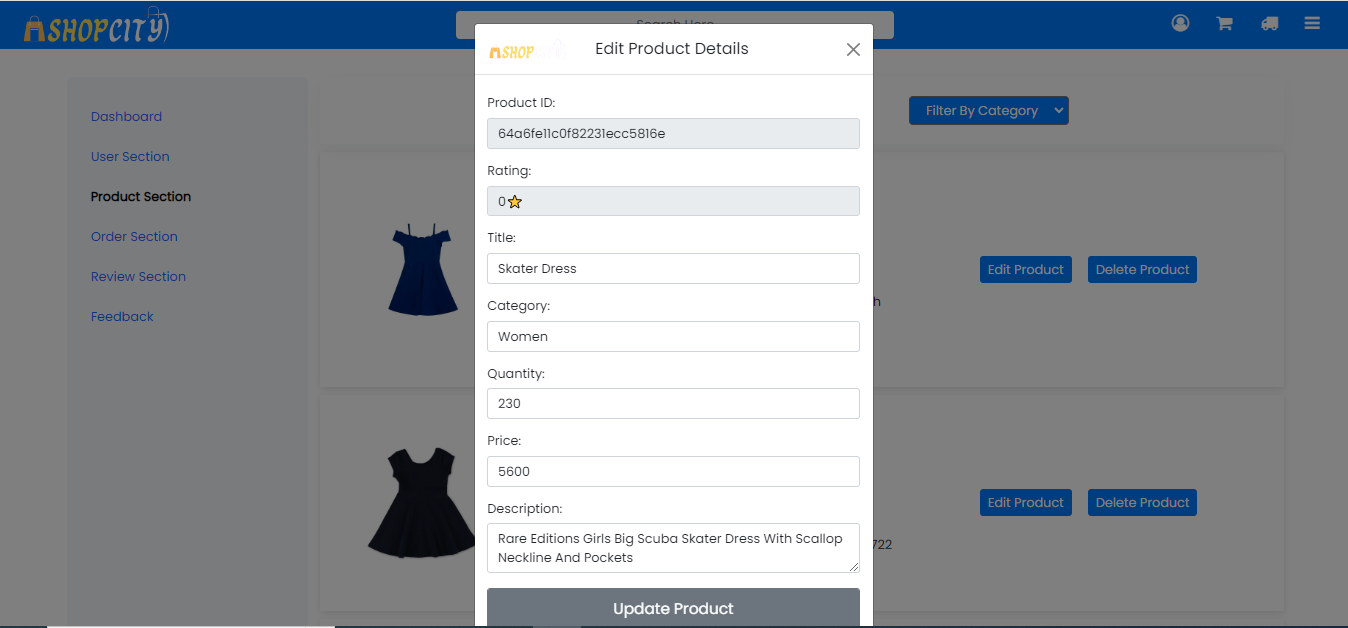 SHOPCITY
Search Here
SHOP
Edit Product Details
Filter By Category
Dashboard
User Section
Product Section
Order Section
Review Section
Feedback
Product ID:
64a6fe11c0f82231ecc5816e
Rating:
0
Title:
Skater Dress
Category:
Women
Quantity:
230
Price:
5600
Description:
Rare Editions Girls Big Scuba Skater Dress With Scallop
Neckline And Pockets
Update Product
Edit Product Delete Product
h
Edit Product Delete Product
722